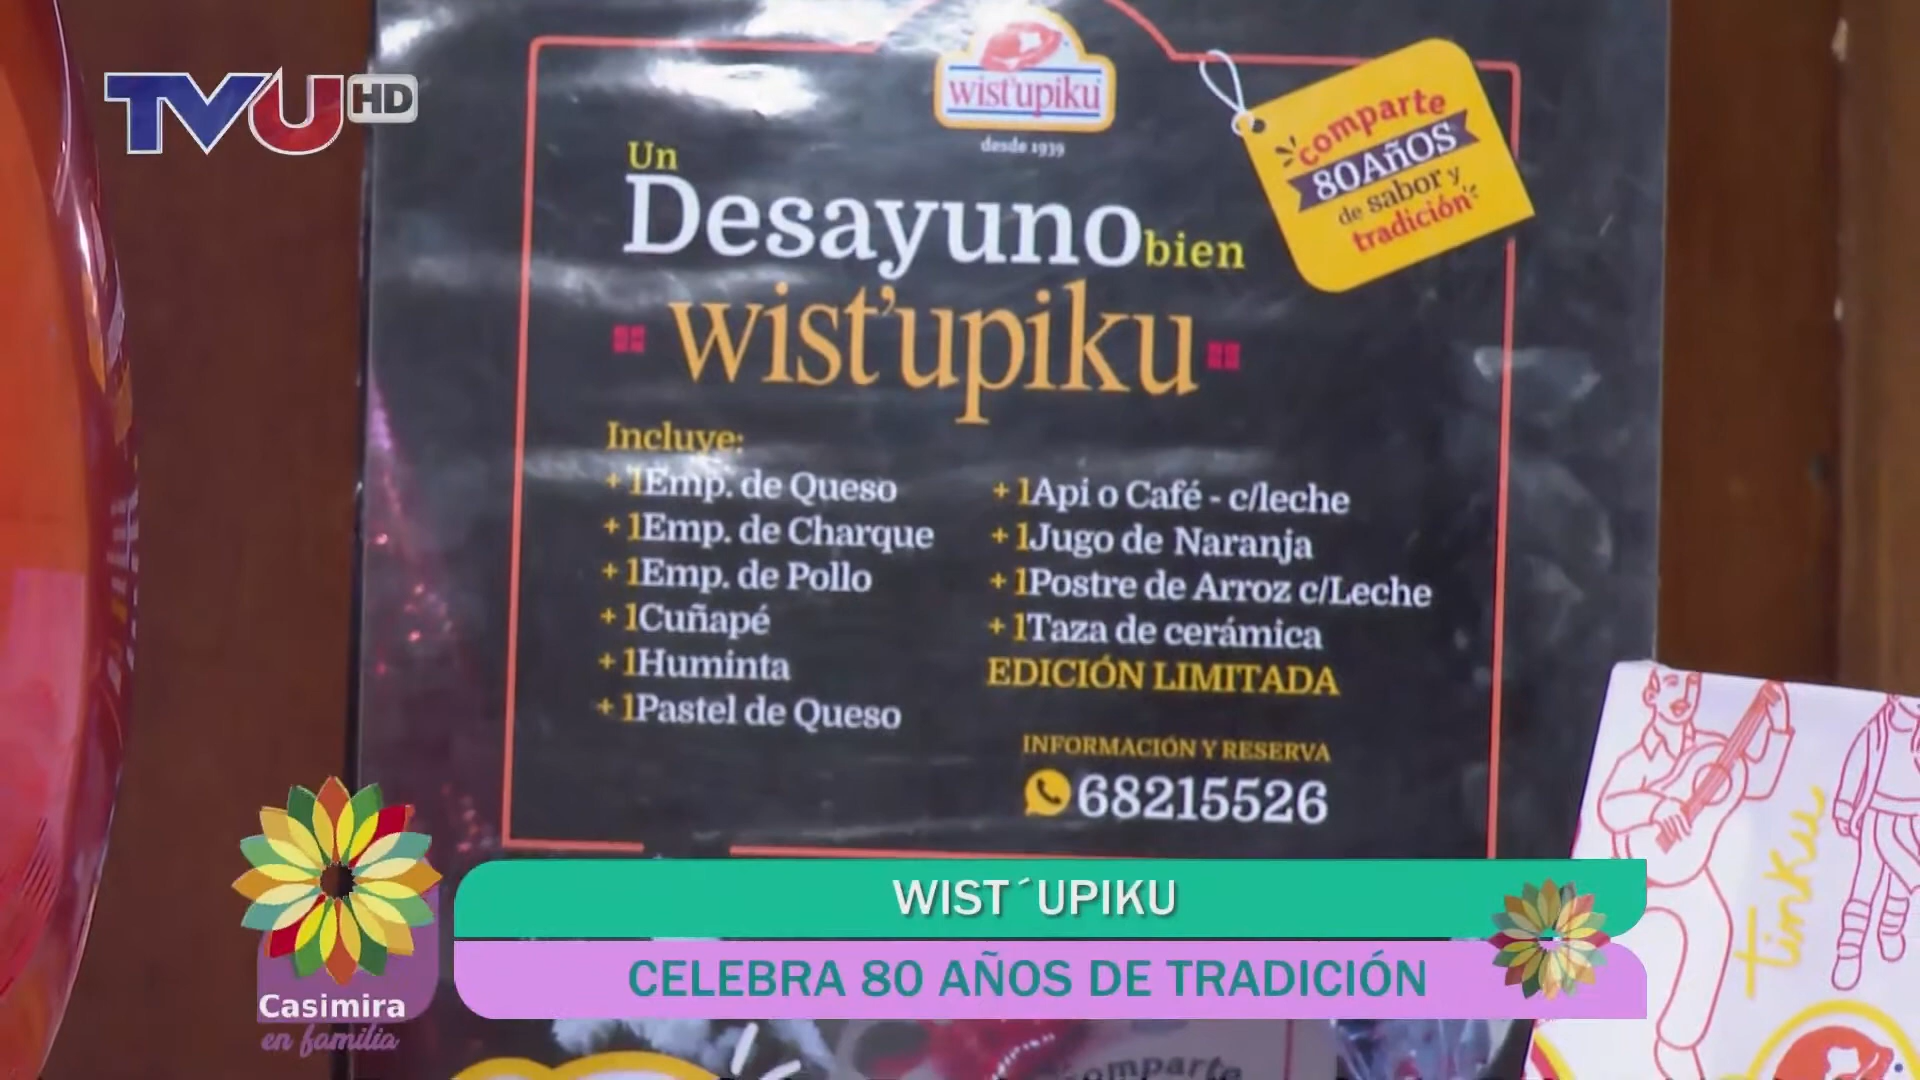 TVU HD
wist'upiku
desde 1939
comparte
80AñOS
de sabor y
tradición
Un
Desayuno bien
wist'upiku
Incluye:
+ 1Emp. de Queso
+ 1Emp. de Charque
+ 1Emp. de Pollo
+ 1Cuñapé
+ 1Huminta
+ 1Pastel de Queso
+ 1Api o Café - c/leche
+ 1Jugo de Naranja
+ 1Postre de Arroz c/Leche
+ 1Taza de cerámica
EDICIÓN LIMITADA
INFORMACIÓN Y RESERVA
68215526
tinku
WIST´UPIKU
CELEBRA 80 AÑOS DE TRADICIÓN
Casimira
en familia
comparte